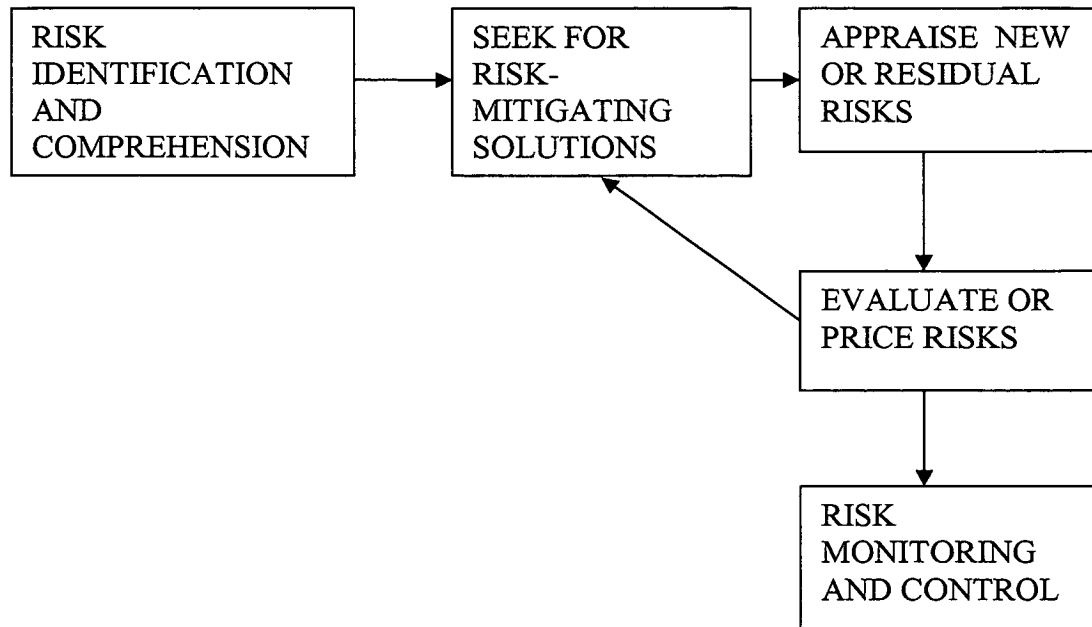 RISK
IDENTIFICATION
AND
COMPREHENSION
SEEK FOR
RISK-
MITIGATING
SOLUTIONS
APPRAISE NEW
OR RESIDUAL
RISKS
EVALUATE OR
PRICE RISKS
RISK
MONITORING
AND CONTROL